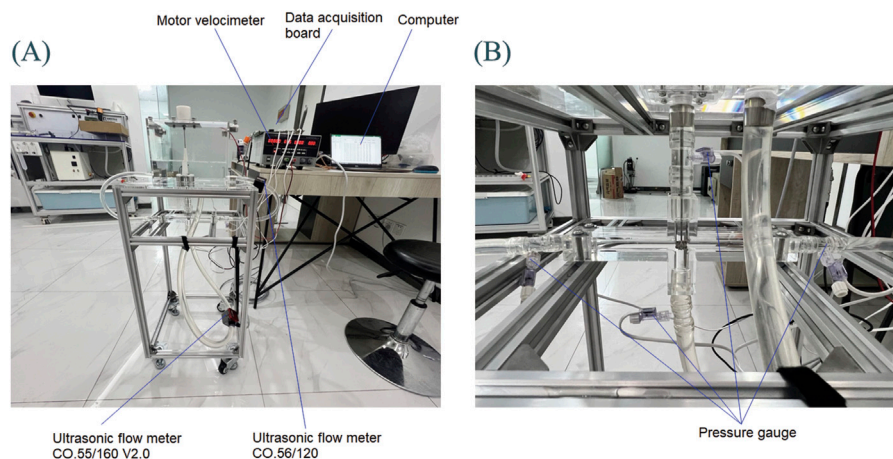 Motor velocimeter
Data acquisition
board
Computer
(A)
(B)
Ultrasonic flow meter
CO.55/160 V2.0
Ultrasonic flow meter
CO.56/120
Pressure gauge